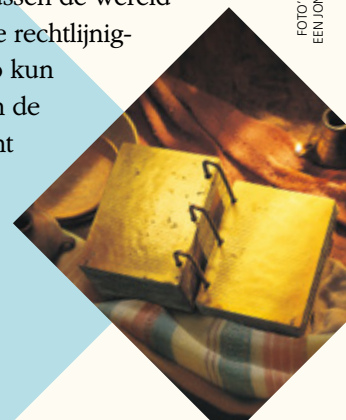 ssen de wereld
e rechtlijnig-
kun
n de
nt
FOTO'
EEN JON